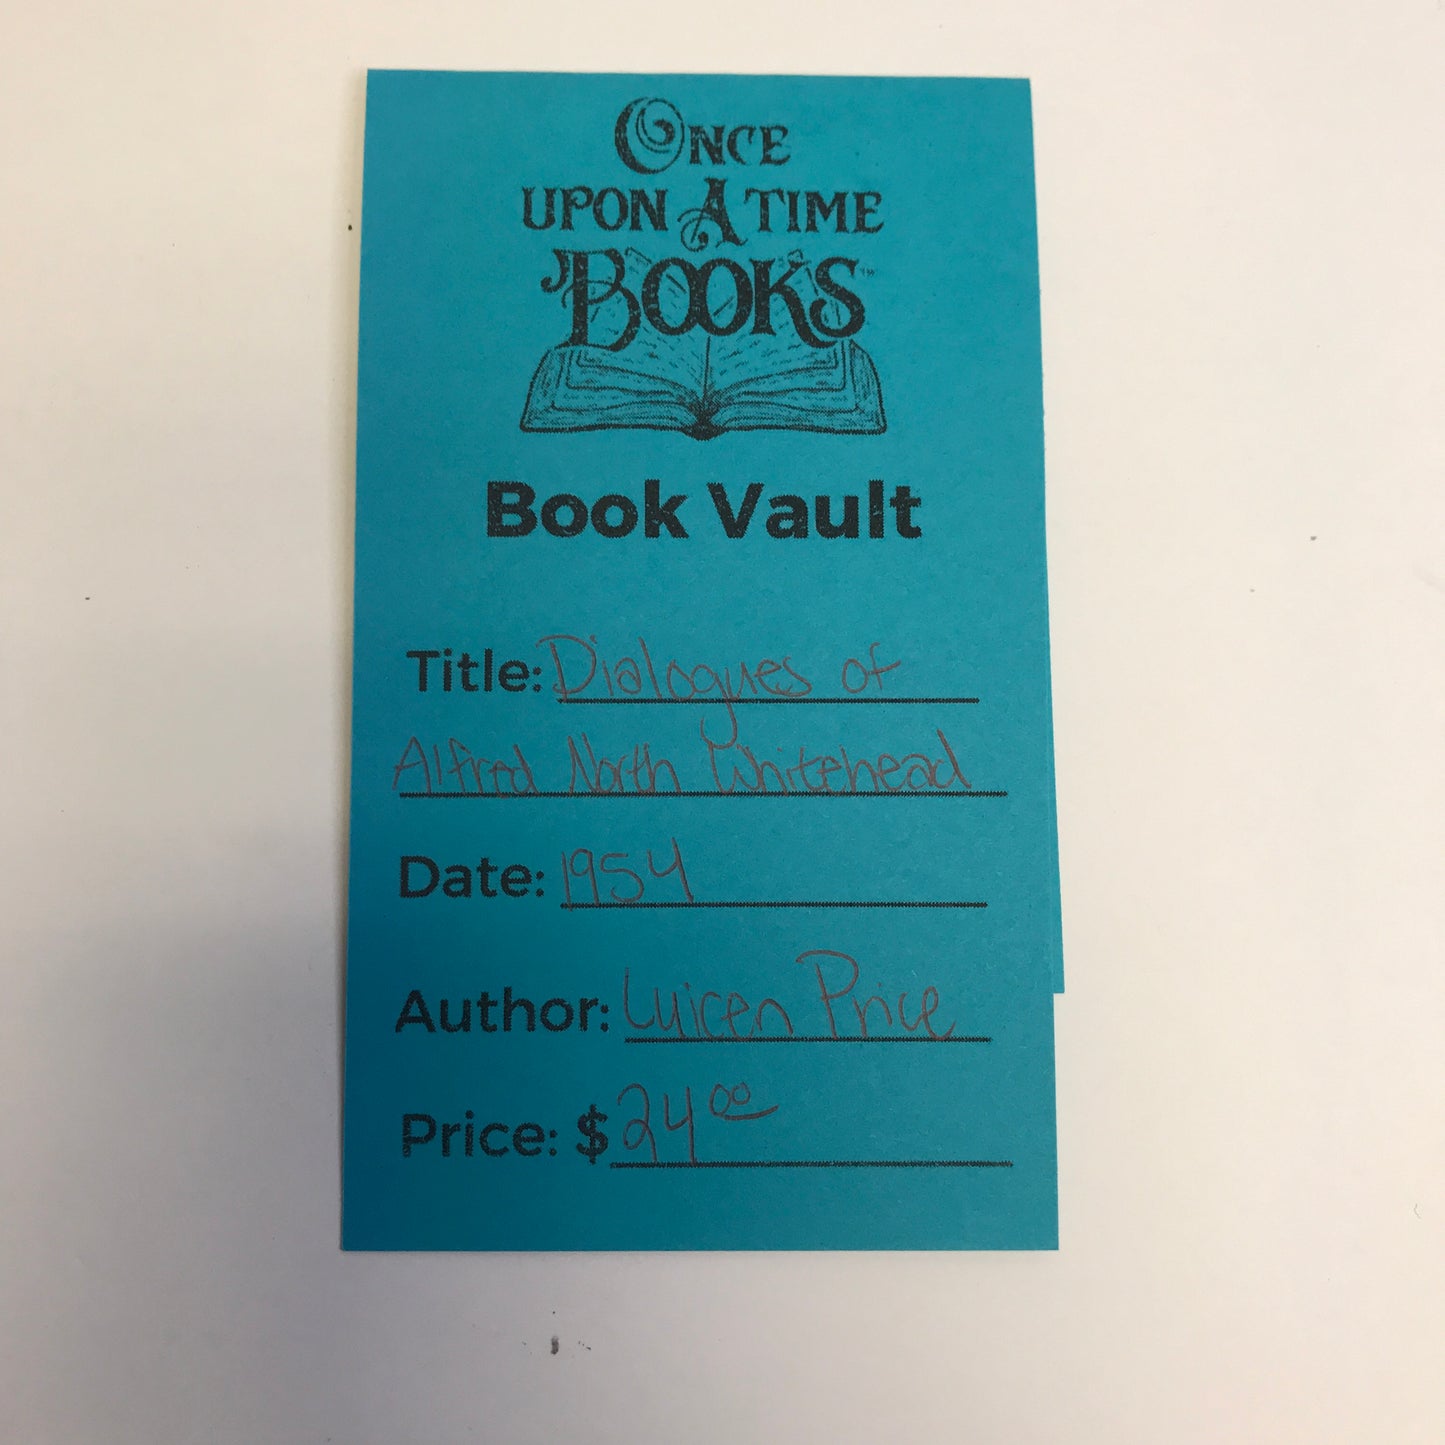 ONCE
UPON A TIME
BOOKS
Book Vault
Title: Dialogues of
Alfred North Whitehead
Date: 1954
Author: Luicen Price
Price: $24.00